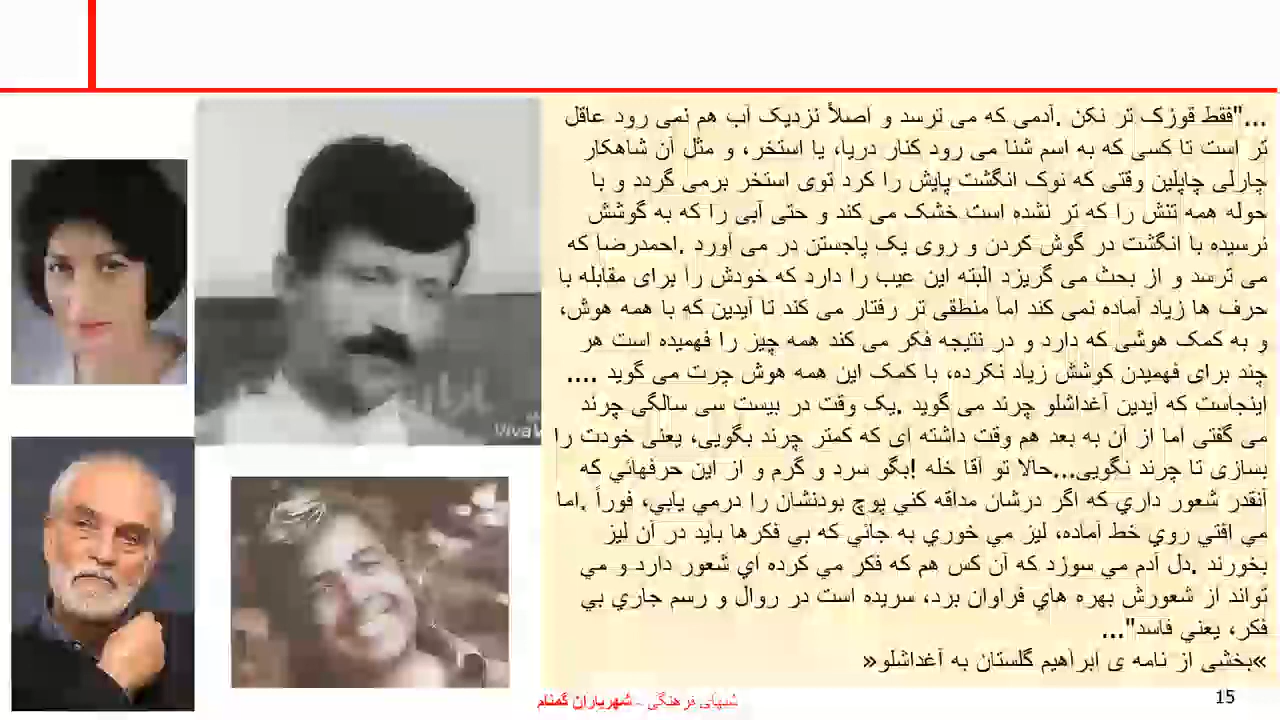 ..."فقط قوزک تر نکن .آدمی که می ترسد و اصلاً نزدیک آب هم نمی رود عاقل
تر است تا کسی که به اسم شنا می رود کنار دریا، یا استخر، و مثل آن شاهکار
چارلی چاپلین وقتی که نوک انگشت پایش را کرد توی استخر برمی گردد و با
حوله همه تنش را که تر نشده است خشک می کند و حتی آبی را که به گوشش
نرسیده با انگشت در گوش کردن و روی یک پاجستن در می آورد .احمدرضا که
می ترسد و از بحث می گریزد البته این عیب را دارد که خودش را برای مقابله با
حرف ها زیاد آماده نمی کند اما منطقی تر رفتار می کند تا آیدین که با همه هوش،
و به کمک هوشی که دارد و در نتیجه فکر می کند همه چیز را فهمیده است هر
چند برای فهمیدن کوشش زیاد نکرده، با کمک این همه هوش چرت می گوید ....
اینجاست که آیدین آغداشلو چرند می گوید .یک وقت در بیست سی سالگی چرند
می گفتی اما از آن به بعد هم وقت داشته ای که کمتر چرند بگویی، یعنی خودت را
بسازی تا چرند نگویی...حالا تو آقا خله !بگو سرد و گرم و از این حرفهائي که
آنقدر شعور داري که اگر درشان مداقه کني پوچ بودنشان را درمي يابي، فوراً .اما
مي افتي روي خط آماده، ليز مي خوري به جائي که بي فکرها بايد در آن ليز
بخورند .دل آدم مي سوزد که آن کس هم که فکر مي کرده اي شعور دارد و مي
تواند از شعورش بهره هاي فراوان برد، سريده است در روال و رسم جاري بي
فکر، يعني فاسد"...
»بخشی از نامه ی ابراهیم گلستان به آغداشلو«
شبهای فرهنگی - شهریاران گمنام
15